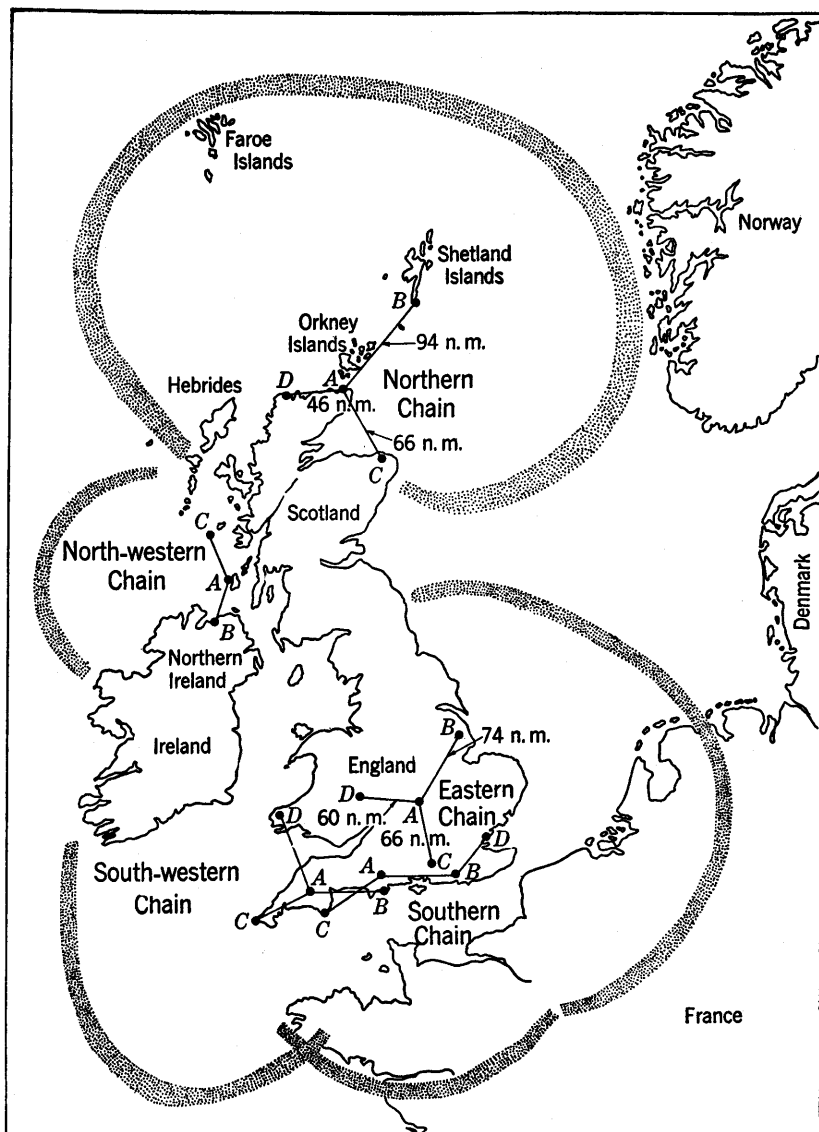 Faroe
Islands
Norway
Shetland
Islands
B
Orkney
Islands
94 n. m.
D
A
Northern
Chain
46 n. m.
Hebrides
66 n. m.
C
Scotland
C
North-western
Chain
A
B
Denmark
Northern
Ireland
Ireland
B
74 n. m.
England
D
A
Eastern
Chain
60 n. m.
D
66 n. m.
D
C
South-western
Chain
A
A
B
B
C
C
Southern
Chain
France